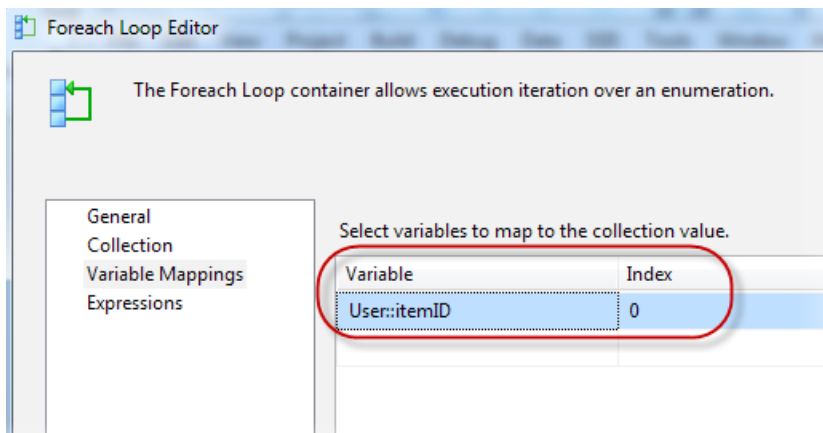 Foreach Loop Editor
The Foreach Loop container allows execution iteration over an enumeration.
General
Collection
Variable Mappings
Expressions
Select variables to map to the collection value.
Variable Index
User::itemID 0